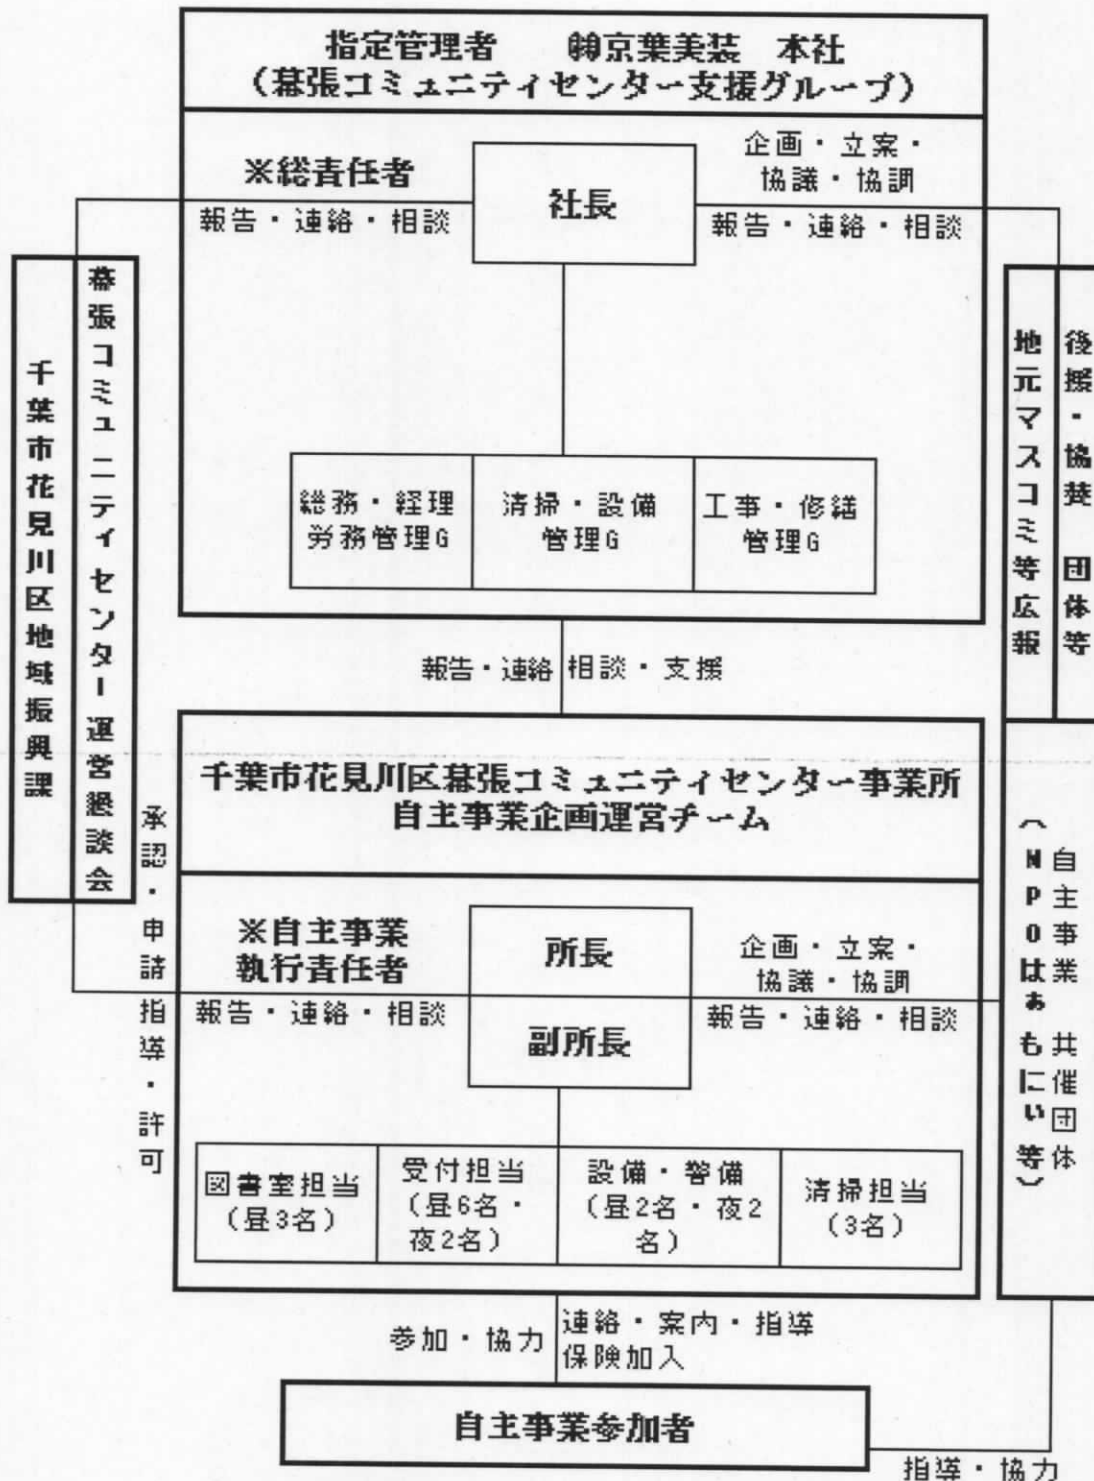 指定管理者 ㈱京葉美装 本社
(幕張コミュニティセンター支援グループ)
※総責任者
報告・連絡・相談
社長
企画・立案・
協議・協調
報告・連絡・相談
総務・経理
労務管理G
清掃・設備
管理G
工事・修繕
管理G
千葉市花見川区地域振興課
幕張コミュニティセンター運営懇談会
地元マスコミ等広報
後援・協賛 団体等
報告・連絡
相談・支援
千葉市花見川区幕張コミュニティセンター事業所
自主事業企画運営チーム
※自主事業
執行責任者
報告・連絡・相談
所長
副所長
企画・立案・
協議・協調
報告・連絡・相談
承認・申請
指導・許可
図書室担当
(昼3名)
受付担当
(昼6名・
夜2名)
設備・警備
(昼2名・夜2
名)
清掃担当
(3名)
自主事業 共催団体
(NPOはぁもにい等)
参加・協力
連絡・案内・指導
保険加入
自主事業参加者
指導・協力